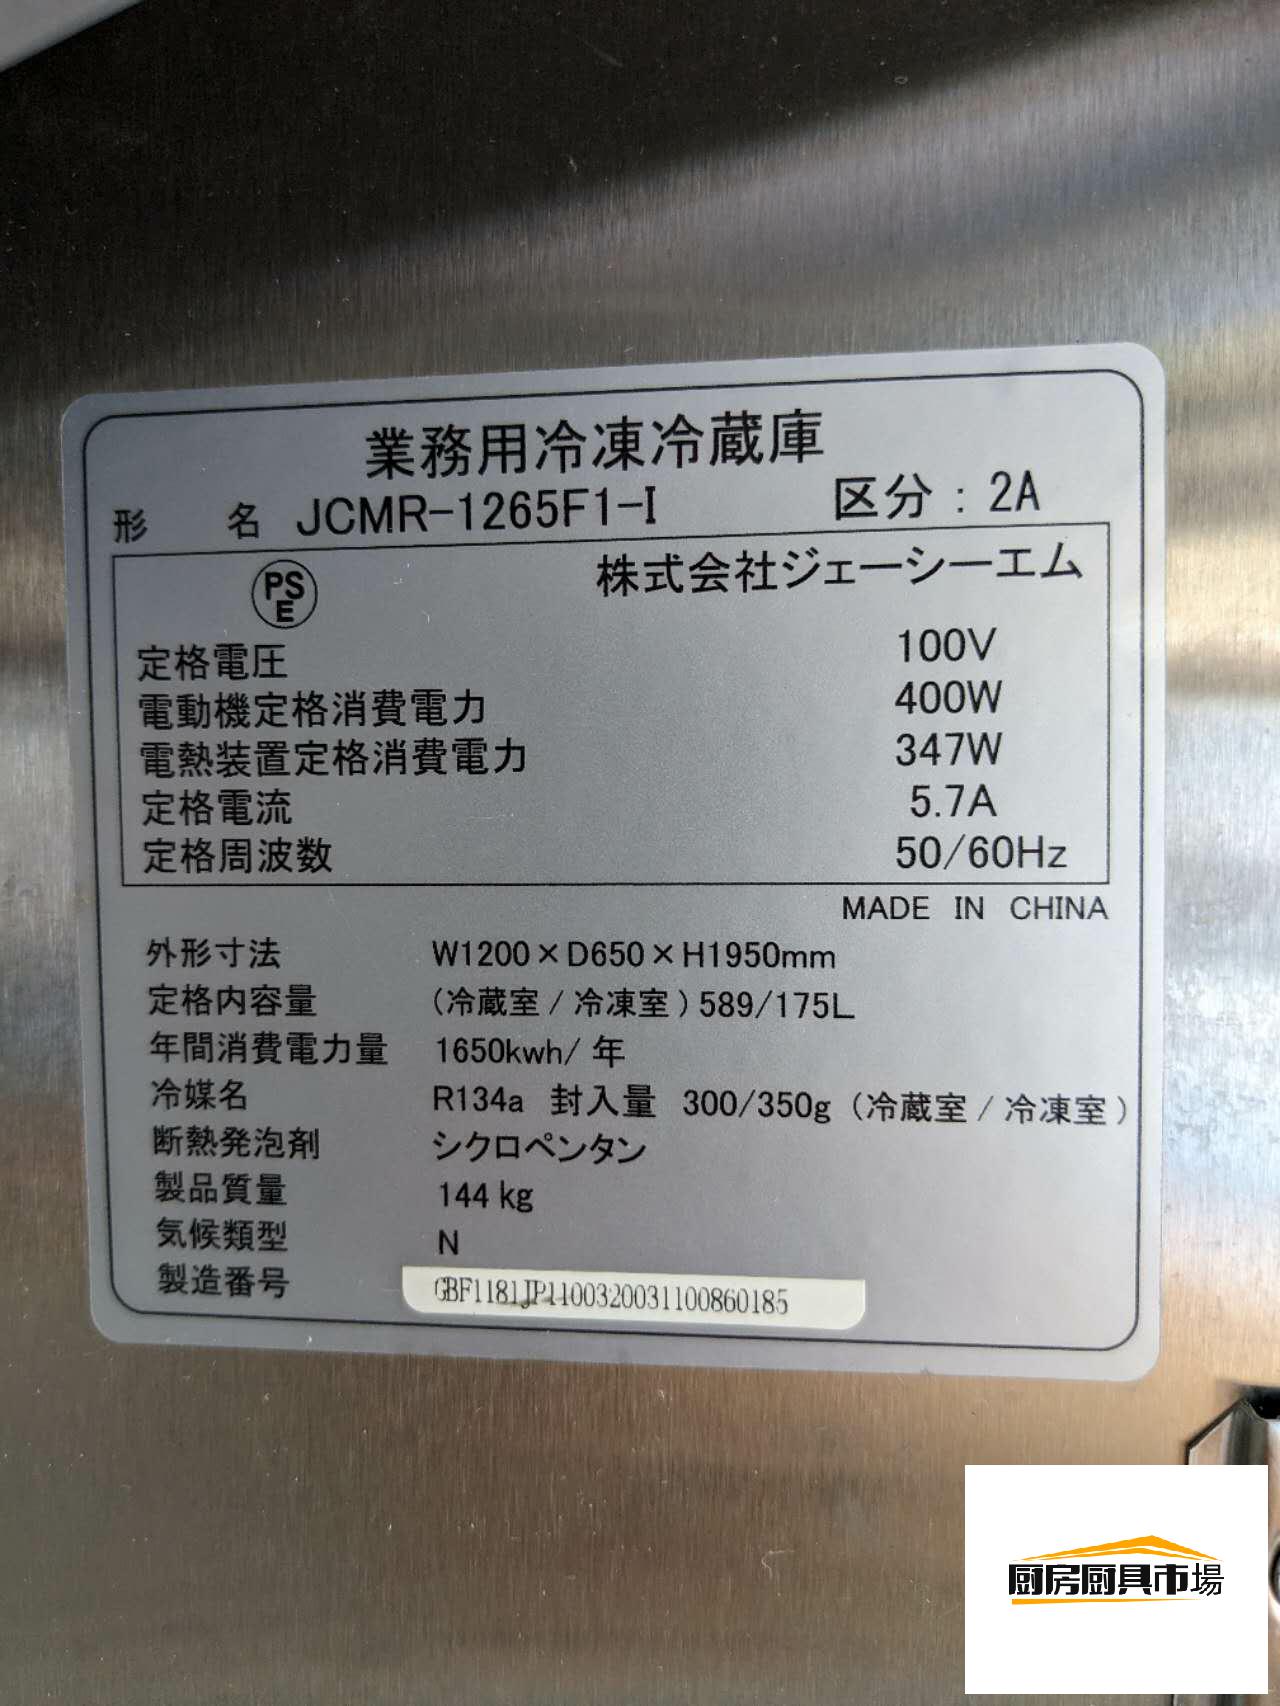 業務用冷凍冷蔵庫
形 名 JCMR-1265F1-I 区分：2A
PSE 株式会社ジェーシーエム
定格電圧 100V
電動機定格消費電力 400W
電熱装置定格消費電力 347W
定格電流 5.7A
定格周波数 50/60Hz
MADE IN CHINA
外形寸法 W1200×D650×H1950mm
定格内容量 (冷蔵室/冷凍室)589/175L
年間消費電力量 1650kwh/年
冷媒名 R134a 封入量 300/350g (冷蔵室/冷凍室)
断熱発泡剤 シクロペンタン
製品質量 144kg
気候類型 N
製造番号 GBF1181JP1100320031100860185
厨房厨具市場